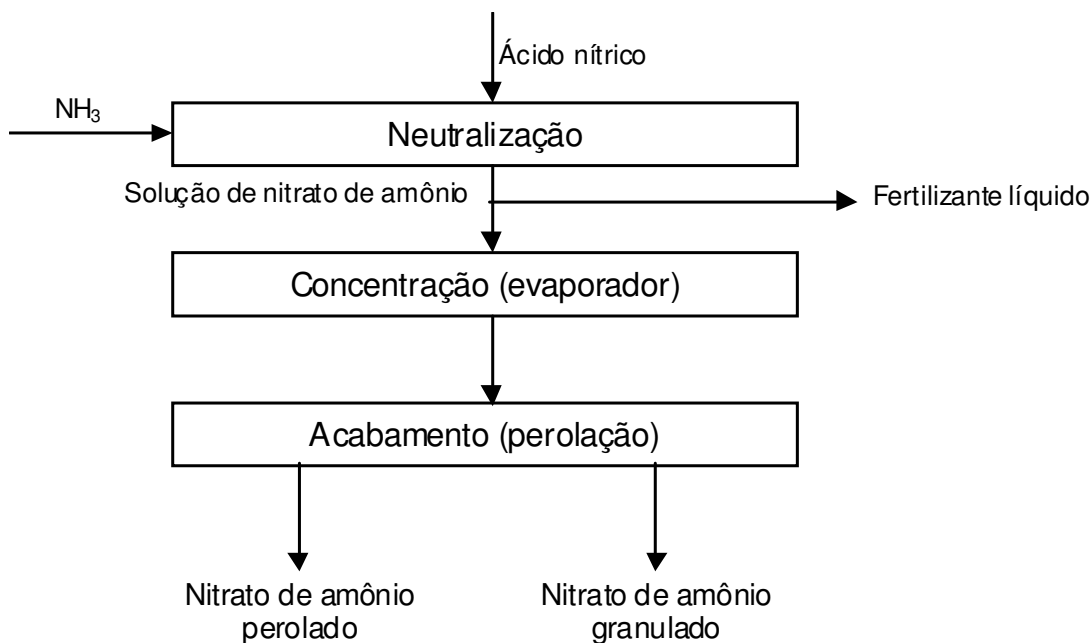 Ácido nítrico
NH₃
Neutralização
Solução de nitrato de amônio
Fertilizante líquido
Concentração (evaporador)
Acabamento (perolação)
Nitrato de amônio
perolado
Nitrato de amônio
granulado